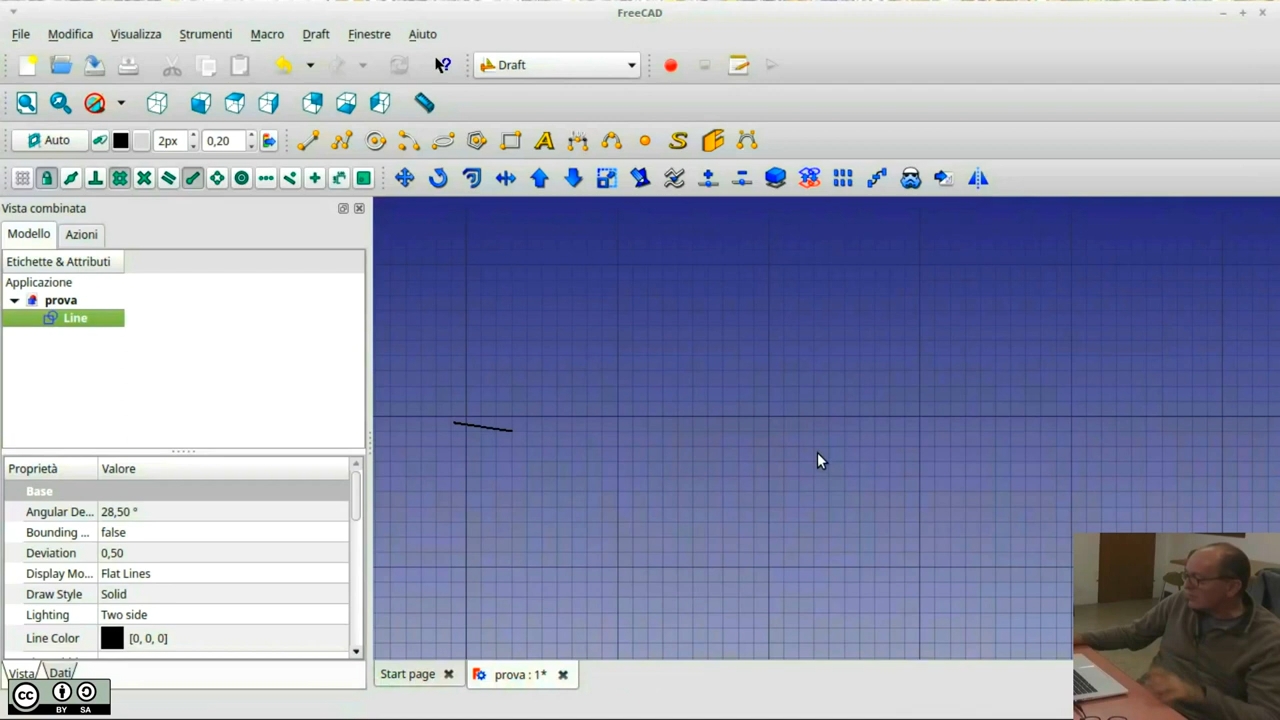 FreeCAD
File Modifica Visualizza Strumenti Macro Draft Finestre Aiuto
Draft
Auto 2px 0,20
Vista combinata
Modello Azioni
Etichette & Attributi
Applicazione
prova
Line
Proprietà Valore
Base
Angular De... 28,50 °
Bounding ... false
Deviation 0,50
Display Mo... Flat Lines
Draw Style Solid
Lighting Two side
Line Color [0, 0, 0]
Vista Dati
Start page prova : 1*
cc BY SA